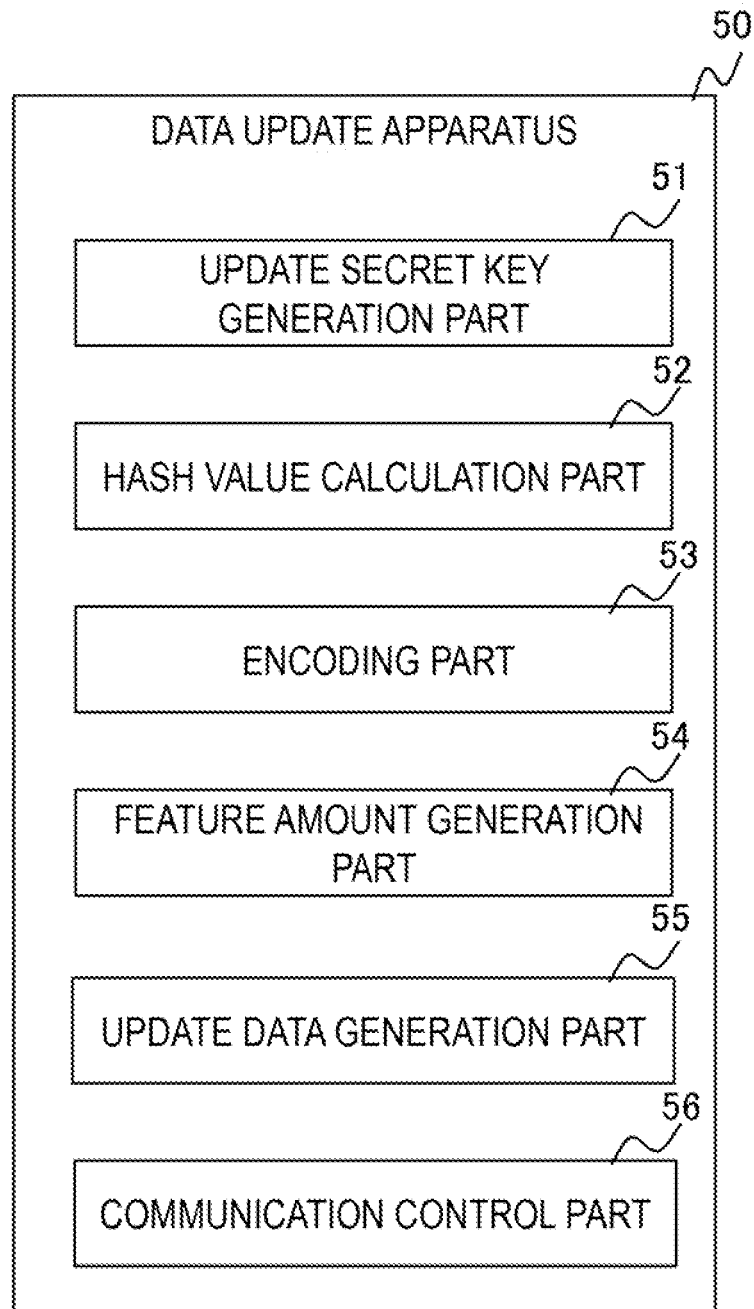 50
DATA UPDATE APPARATUS
51
UPDATE SECRET KEY
GENERATION PART
52
HASH VALUE CALCULATION PART
53
ENCODING PART
54
FEATURE AMOUNT GENERATION
PART
55
UPDATE DATA GENERATION PART
56
COMMUNICATION CONTROL PART